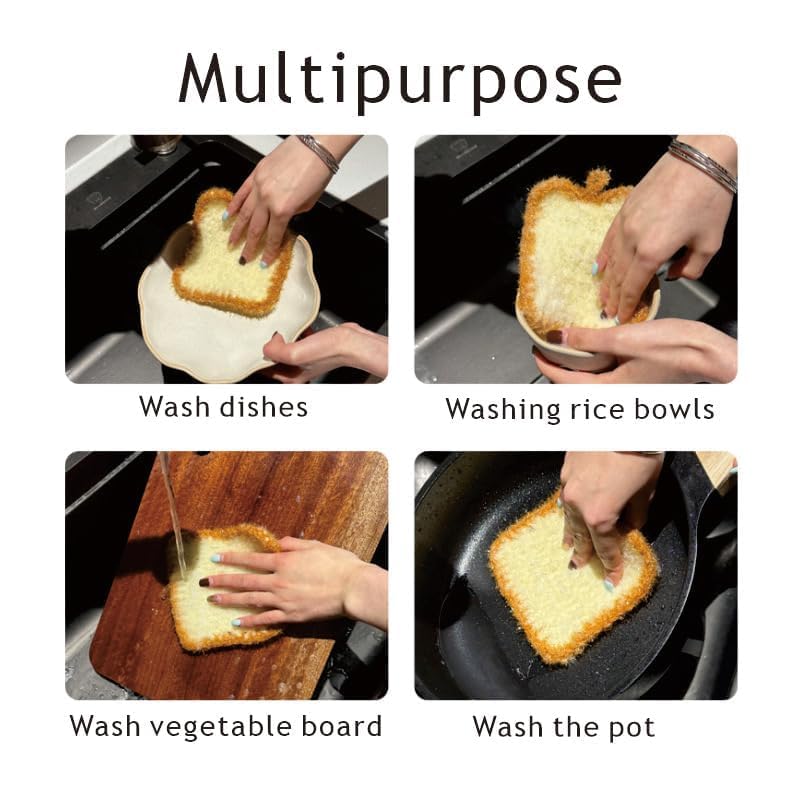 Multipurpose
Wash dishes
Washing rice bowls
Wash vegetable board
Wash the pot